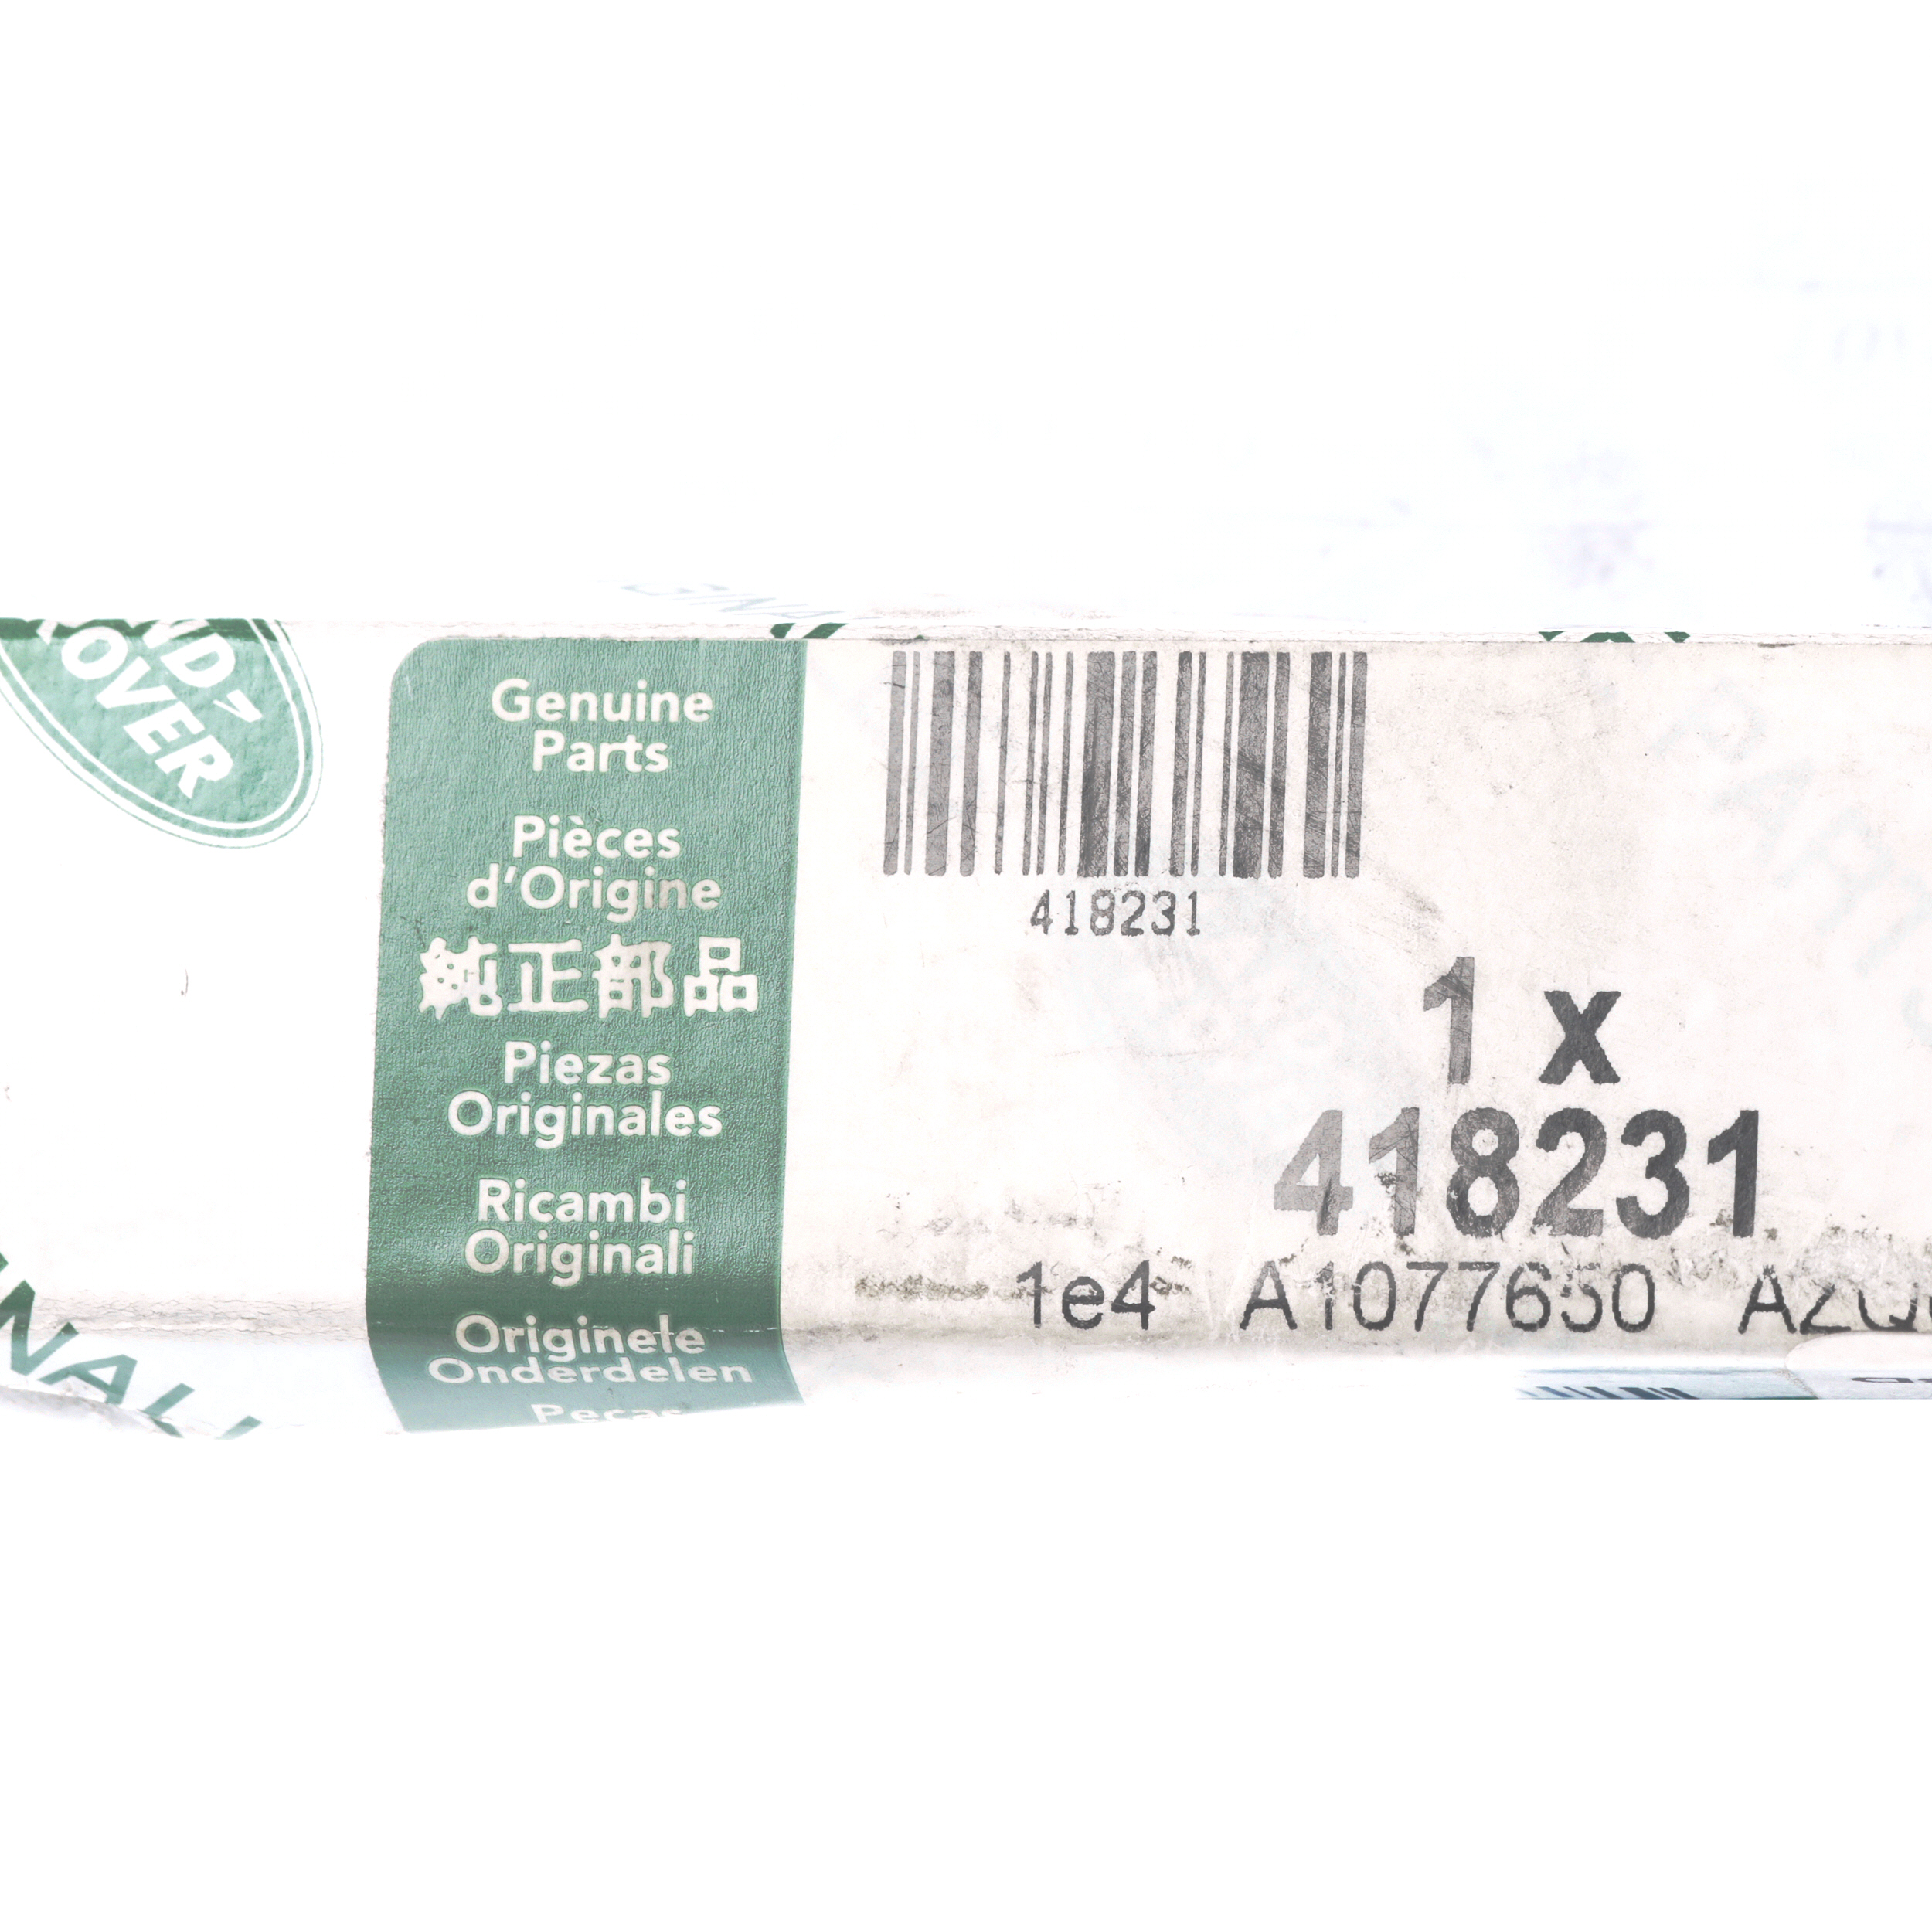 ROVER
Genuine
Parts
Pièces
d'Origine
純正部品
Piezas
Originales
Ricambi
Originali
Originele
Onderdelen
418231
1 x
418231
1e4 A1077650